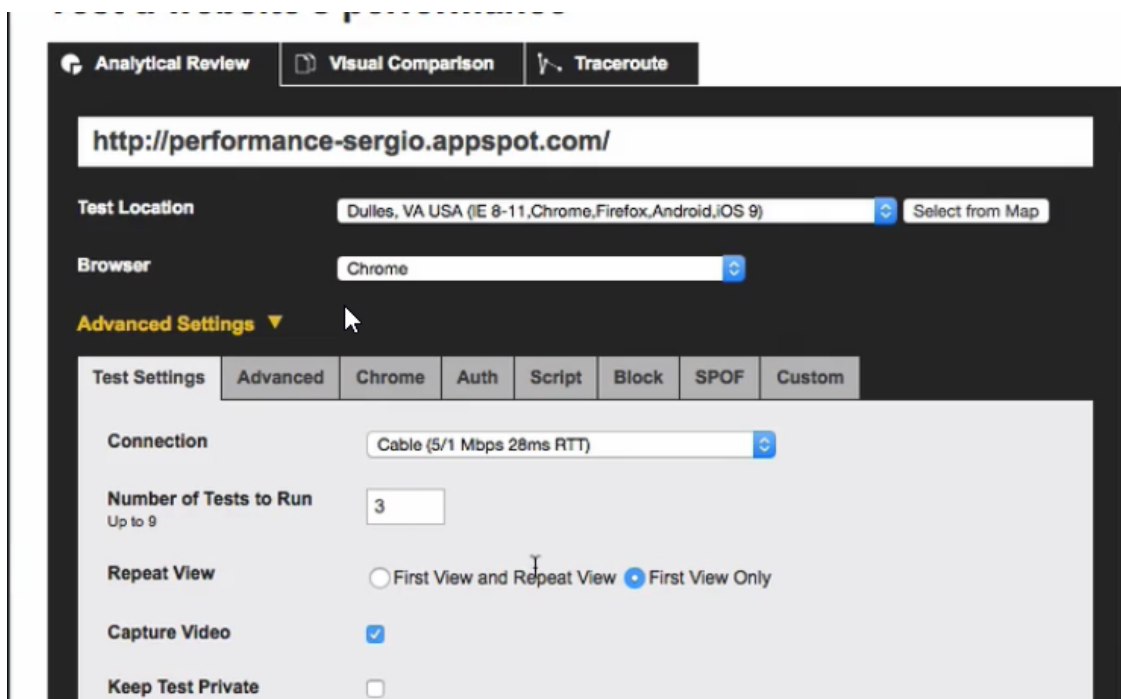 Test a website's performance
Analytical Review Visual Comparison Traceroute
http://performance-sergio.appspot.com/
Test Location Dulles, VA USA (IE 8-11,Chrome,Firefox,Android,iOS 9) Select from Map
Browser Chrome
Advanced Settings ▼
Test Settings Advanced Chrome Auth Script Block SPOF Custom
Connection Cable (5/1 Mbps 28ms RTT)
Number of Tests to Run 3
Up to 9
Repeat View First View and Repeat View First View Only
Capture Video
Keep Test Private